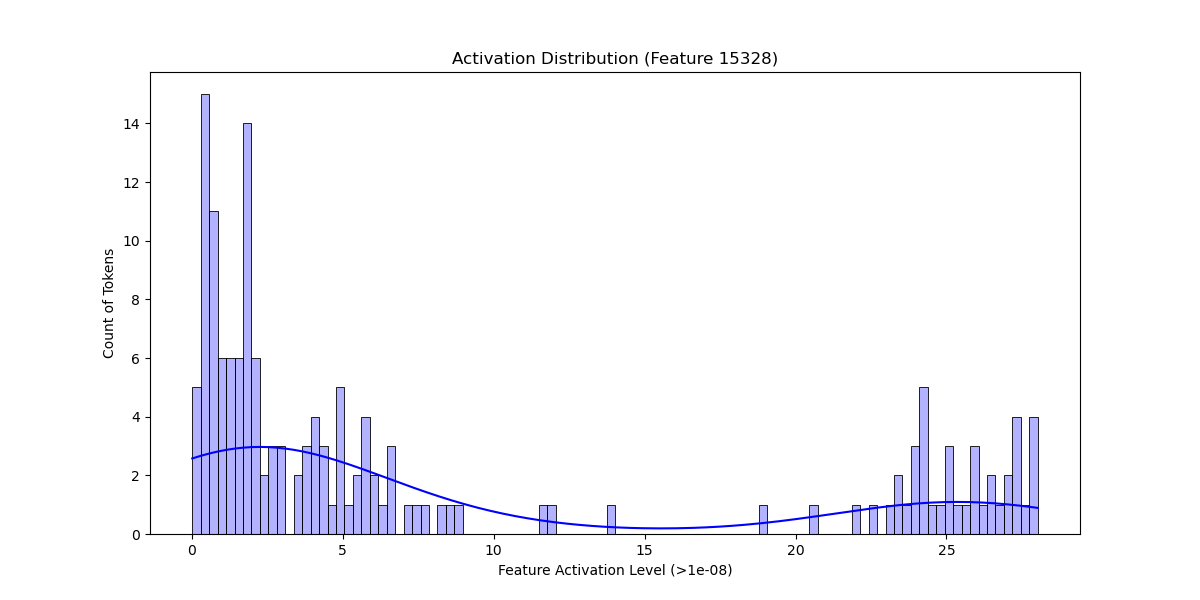 Activation Distribution (Feature 15328)
Count of Tokens
14
12
10
8
6
4
2
0
0 5 10 15 20 25
Feature Activation Level (>1e-08)